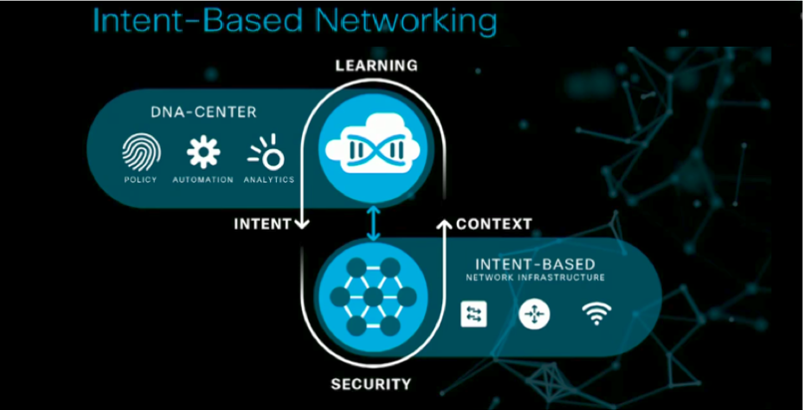 Intent-Based Networking
LEARNING
DNA-CENTER
POLICY AUTOMATION ANALYTICS
INTENT
CONTEXT
INTENT-BASED
NETWORK INFRASTRUCTURE
SECURITY